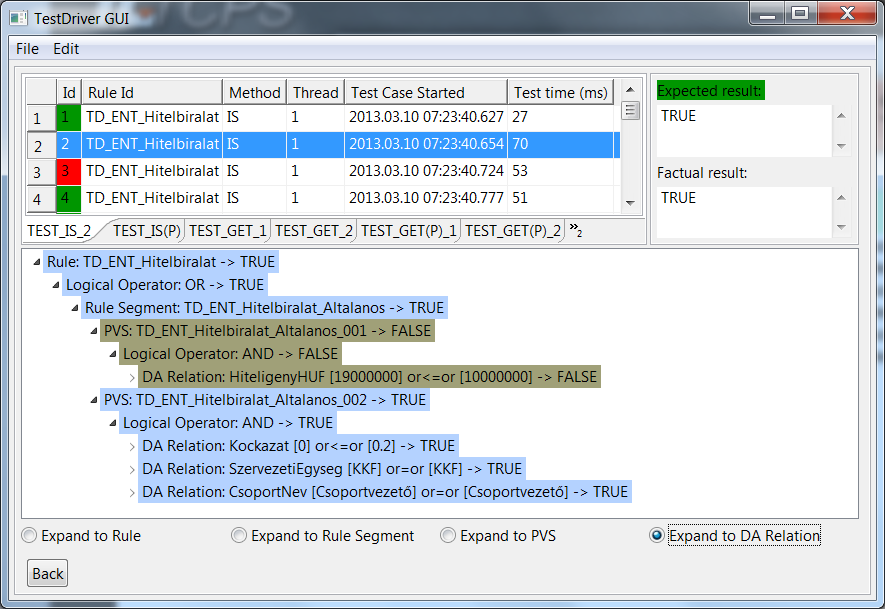 TestDriver GUI
File Edit
Id Rule Id Method Thread Test Case Started Test time (ms)
1 1 TD_ENT_Hitelbiralat IS 1 2013.03.10 07:23:40.627 27
2 2 TD_ENT_Hitelbiralat IS 1 2013.03.10 07:23:40.654 70
3 3 TD_ENT_Hitelbiralat IS 1 2013.03.10 07:23:40.724 53
4 4 TD_ENT_Hitelbiralat IS 1 2013.03.10 07:23:40.777 51
Expected result:
TRUE
Factual result:
TRUE
TEST_IS_2 TEST_IS(P) TEST_GET_1 TEST_GET_2 TEST_GET(P)_1 TEST_GET(P)_2 »2
Rule: TD_ENT_Hitelbiralat -> TRUE
Logical Operator: OR -> TRUE
Rule Segment: TD_ENT_Hitelbiralat_Altalanos -> TRUE
PVS: TD_ENT_Hitelbiralat_Altalanos_001 -> FALSE
Logical Operator: AND -> FALSE
DA Relation: HiteligenyHUF [19000000] or<=or [10000000] -> FALSE
PVS: TD_ENT_Hitelbiralat_Altalanos_002 -> TRUE
Logical Operator: AND -> TRUE
DA Relation: Kockazat [0] or<=or [0.2] -> TRUE
DA Relation: SzervezetiEgyseg [KKF] or=or [KKF] -> TRUE
DA Relation: CsoportNev [Csoportvezető] or=or [Csoportvezető] -> TRUE
Expand to Rule Expand to Rule Segment Expand to PVS Expand to DA Relation
Back